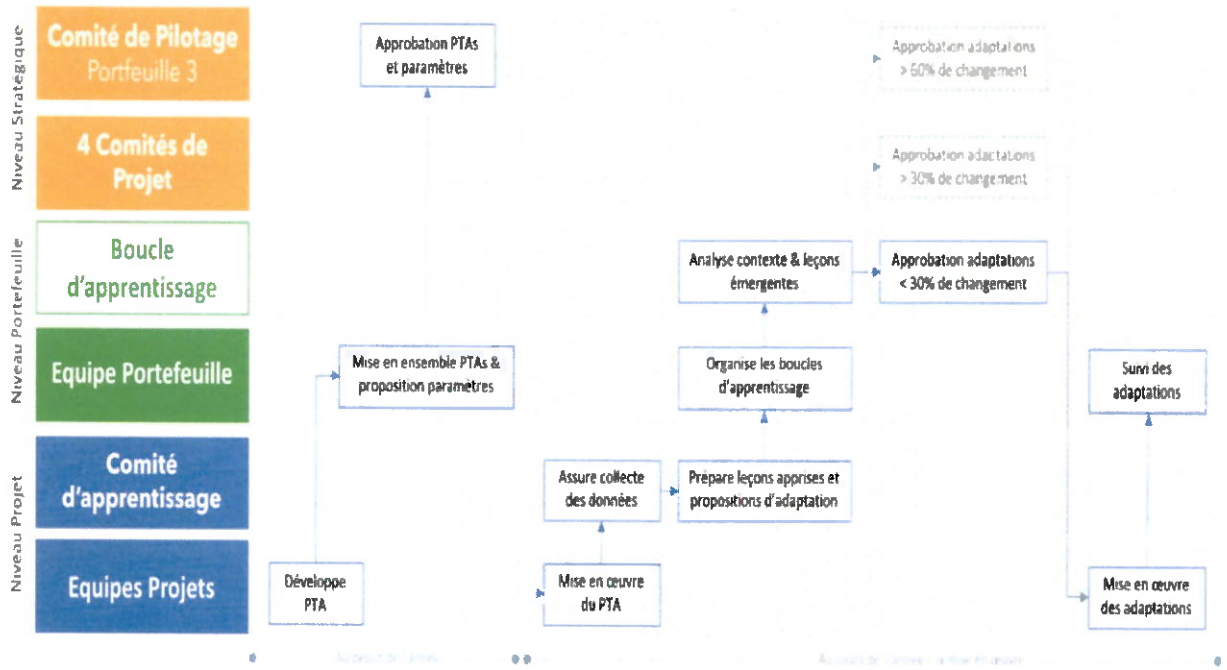 Niveau Stratégique
Comité de Pilotage
Portfeuille 3
4 Comités de
Projet
Niveau Portefeuille
Boucle
d'apprentissage
Equipe Portefeuille
Niveau Projet
Comité
d'apprentissage
Equipes Projets
Approbation PTAs
et paramètres
Approbation adaptations
> 60% de changement
Approbation adaptations
> 30% de changement
Analyse contexte & leçons
émergentes
Approbation adaptations
< 30% de changement
Mise en ensemble PTAs &
proposition paramètres
Organise les boucles
d'apprentissage
Suivi des
adaptations
Assure collecte
des données
Prépare leçons apprises et
propositions d'adaptation
Développe
PTA
Mise en œuvre
du PTA
Mise en œuvre
des adaptations